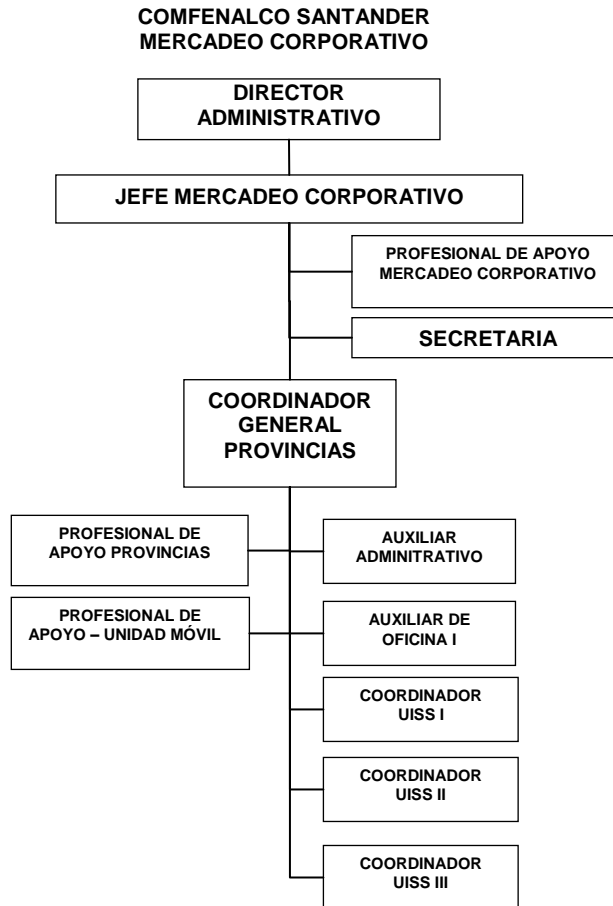 COMFENALCO SANTANDER
MERCADEO CORPORATIVO
DIRECTOR
ADMINISTRATIVO
JEFE MERCADEO CORPORATIVO
PROFESIONAL DE APOYO
MERCADEO CORPORATIVO
SECRETARIA
COORDINADOR
GENERAL
PROVINCIAS
PROFESIONAL DE
APOYO PROVINCIAS
AUXILIAR
ADMINITRATIVO
PROFESIONAL DE
APOYO – UNIDAD MÓVIL
AUXILIAR DE
OFICINA I
COORDINADOR
UISS I
COORDINADOR
UISS II
COORDINADOR
UISS III